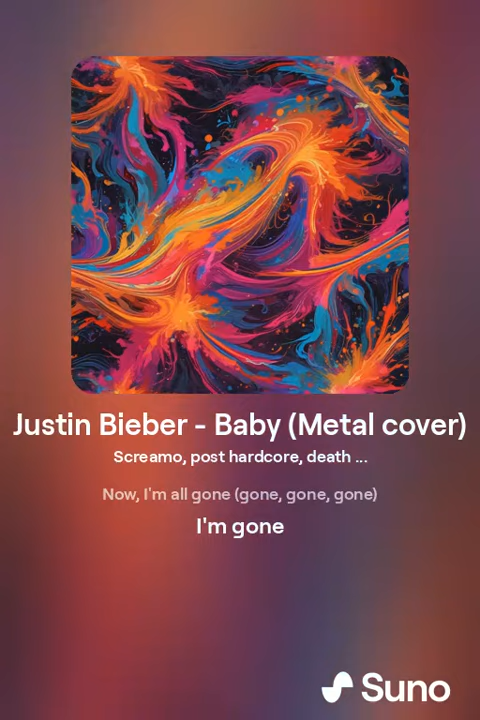 Justin Bieber - Baby (Metal cover)
Screamo, post hardcore, death ...
Now, I'm all gone (gone, gone, gone)
I'm gone
Suno